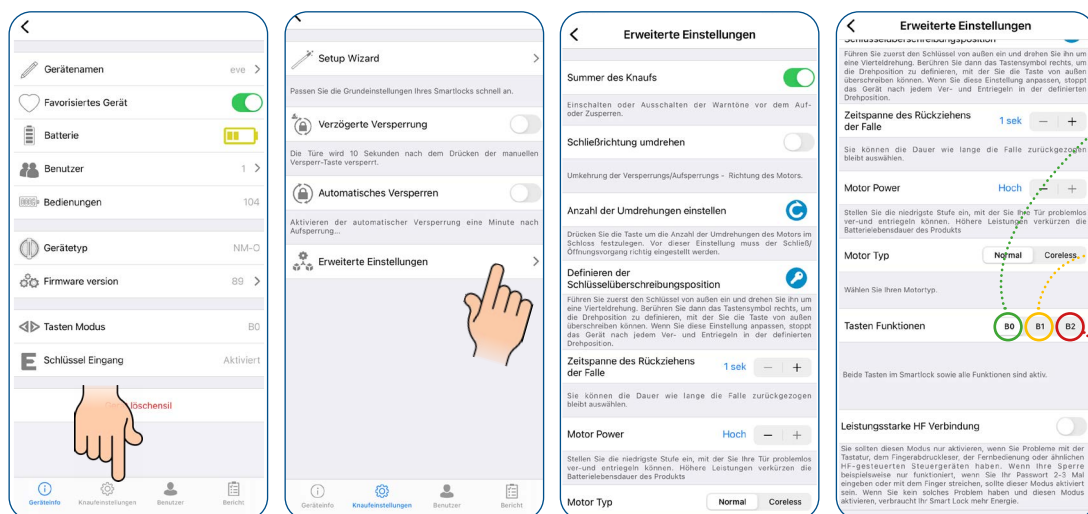 Gerätenamen
eve
Favorisiertes Gerät
Batterie
Benutzer
1
Bedienungen
104
Gerätetyp
NM-D
Firmware version
89
Tasten Modus
B0
Schlüssel Eingang
Aktiviert
löschensil
Geräteinfo
Knaufeinstellungen
Benutzer
Bericht
Setup Wizard
Passen Sie die Grundeinstellungen Ihres Smartlocks schnell an.
Verzögerte Versperrung
Die Türe wird 10 Sekunden nach dem Drücken der manuellen
Versperr-Taste versperrt.
Automatisches Versperren
Aktivieren der automatischer Versperrung eine Minute nach
Aufsperrung...
Erweiterte Einstellungen
Geräteinfo
Knaufeinstellungen
Benutzer
Bericht
Erweiterte Einstellungen
Summer des Knaufs
Einschalten oder Ausschalten der Warntöne vor dem Auf-
oder Zusperren.
Schließrichtung umdrehen
Umkehrung der Versperrungs/Aufsperrungs - Richtung des Motors.
Anzahl der Umdrehungen einstellen
Drücken Sie die Taste um die Anzahl der Umdrehungen des Motors im
Schloss festzulegen. Vor dieser Einstellung muss der Schließ/
Öffnungsvorgang richtig eingestellt werden.
Definieren der
Schlüsselüberschreibungsposition
Führen Sie zuerst den Schlüssel von außen ein und drehen Sie ihn um
eine Vierteldrehung. Berühren Sie dann das Tastensymbol rechts, um
die Drehposition zu definieren, mit der Sie die Taste von außen
überschreiben können. Wenn Sie diese Einstellung anpassen, stoppt
das Gerät nach jedem Ver- und Entriegeln in der definierten
Drehposition.
Zeitspanne des Rückziehens
der Falle
1 sek
Sie können die Dauer wie lange die Falle zurückgezogen
bleibt auswählen.
Motor Power
Hoch
Stellen Sie die niedrigste Stufe ein, mit der Sie Ihre Tür problemlos
ver-und entriegeln können. Höhere Leistungen verkürzen die
Batterielebensdauer des Produkts
Motor Typ
Normal
Coreless
Erweiterte Einstellungen
Schlüsselüberschreibungsposition
Führen Sie zuerst den Schlüssel von außen ein und drehen Sie ihn um
eine Vierteldrehung. Berühren Sie dann das Tastensymbol rechts, um
die Drehposition zu definieren, mit der Sie die Taste von außen
überschreiben können. Wenn Sie diese Einstellung anpassen, stoppt
das Gerät nach jedem Ver- und Entriegeln in der definierten
Drehposition.
Zeitspanne des Rückziehens
der Falle
1 sek
Sie können die Dauer wie lange die Falle zurückgezogen
bleibt auswählen.
Motor Power
Hoch
Stellen Sie die niedrigste Stufe ein, mit der Sie Ihre Tür problemlos
ver-und entriegeln können. Höhere Leistungen verkürzen die
Batterielebensdauer des Produkts
Motor Typ
Normal
Coreless
Wählen Sie Ihren Motortyp.
Tasten Funktionen
B0
B1
B2
Beide Tasten im Smartlock sowie alle Funktionen sind aktiv.
Leistungsstarke HF Verbindung
Sie sollten diesen Modus nur aktivieren, wenn Sie Probleme mit der
Tastatur, dem Fingerabdruckleser, der Fernbedienung oder ähnlichen
HF-gesteuerten Steuergeräten haben. Wenn Ihre Sperr
beispielsweise nur funktioniert, wenn Sie Ihr Passwort 2-3 Mal
eingeben oder mit dem Finger streichen, sollte dieser Modus aktiviert
sein. Wenn Sie kein solches Problem haben und diesen Modus
aktivieren, verbraucht Ihr Smart Lock mehr Energie.